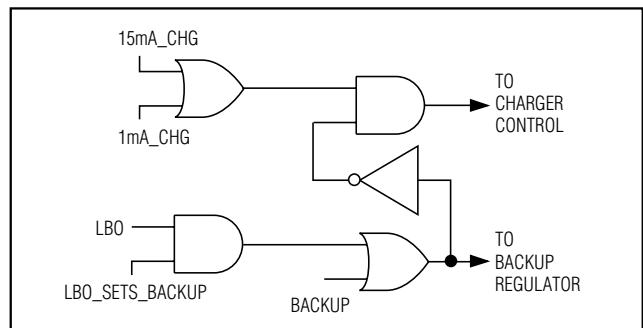 15mA_CHG
1mA_CHG
TO
CHARGER
CONTROL
LBO
LBO_SETS_BACKUP
BACKUP
TO
BACKUP
REGULATOR